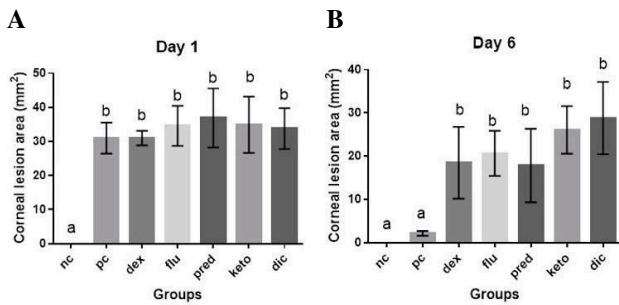 A
Day 1
Corneal lesion area (mm²)
50
40
30
20
10
0
a
b
b
b
b
b
b
nc
pc
dex
flu
pred
keto
dic
Groups
B
Day 6
Corneal lesion area (mm²)
40
30
20
10
0
a
a
b
b
b
b
b
nc
pc
dex
flu
pred
keto
dic
Groups